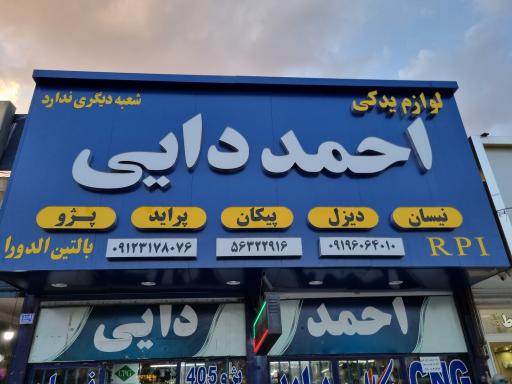 لوازم یدکی
شعبه دیگری ندارد
احمد دایی
نیسان دیزل پیکان پراید پژو
RPI ۰۹۱۹۶۰۶۴۰۱۰ ۵۶۳۲۲۹۱۶ ۰۹۱۲۳۱۷۸۰۷۶ بالتین الدورا
احمد دایی
CNG پژو 405